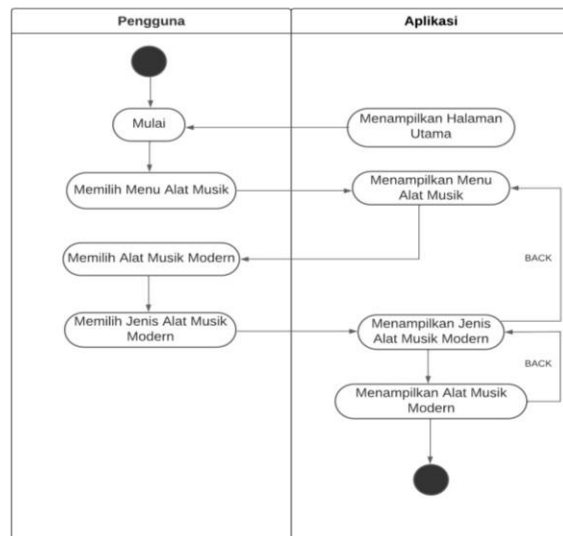 Pengguna
Aplikasi
Mulai
Menampilkan Halaman
Utama
Memilih Menu Alat Musik
Menampilkan Menu
Alat Musik
Memilih Alat Musik Modern
BACK
Memilih Jenis Alat Musik
Modern
Menampilkan Jenis
Alat Musik Modern
BACK
Menampilkan Alat Musik
Modern